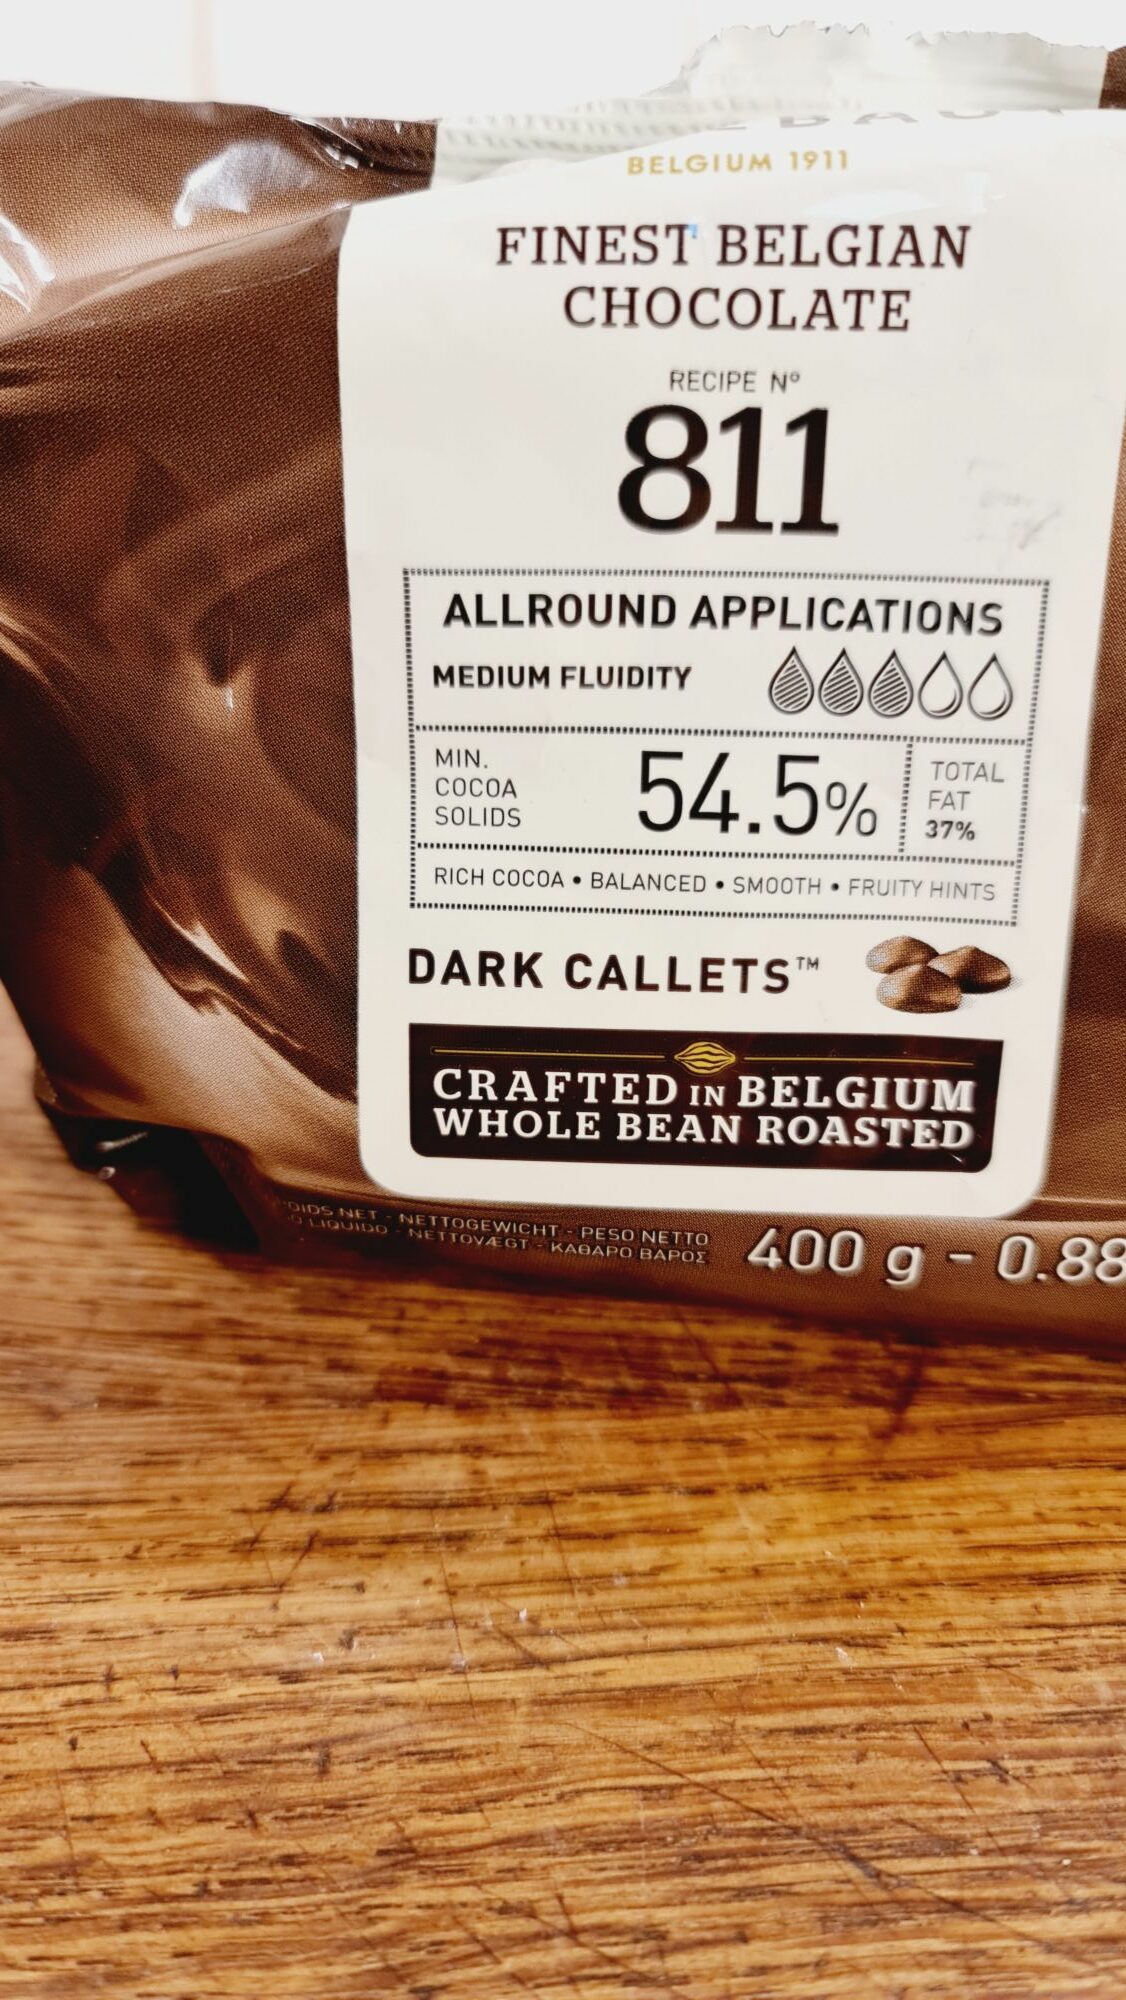 BELGIUM 1911
FINEST BELGIAN
CHOCOLATE
RECIPE Nº
811
ALLROUND APPLICATIONS
MEDIUM FLUIDITY
MIN.
COCOA
SOLIDS
54.5%
TOTAL
FAT
37%
RICH COCOA • BALANCED • SMOOTH • FRUITY HINTS
DARK CALLETS™
CRAFTED IN BELGIUM
WHOLE BEAN ROASTED
NET - NETTOGEWICHT - PESO NETTO
LIQUIDO - NETTOVÆGT - ΚΑΘΑΡΟ ΒΑΡΟΣ
400 g - 0.88